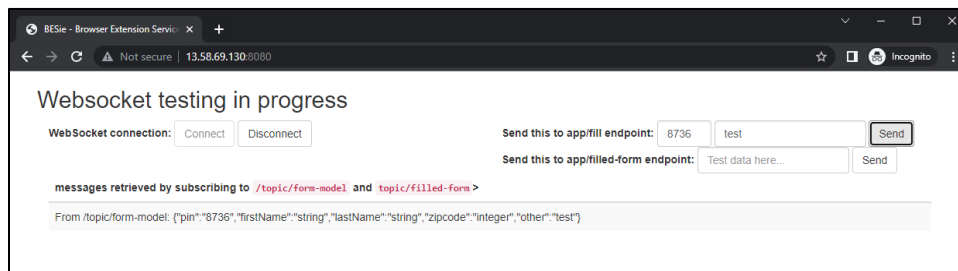 BESie - Browser Extension Service
Not secure | 13.58.69.130:8080
Incognito
Websocket testing in progress
WebSocket connection: Connect Disconnect
Send this to app/fill endpoint: 8736 test Send
Send this to app/filled-form endpoint: Test data here... Send
messages retrieved by subscribing to /topic/form-model and topic/filled-form>
From /topic/form-model: {"pin":"8736","firstName":"string","lastName":"string","zipcode":"integer","other":"test"}